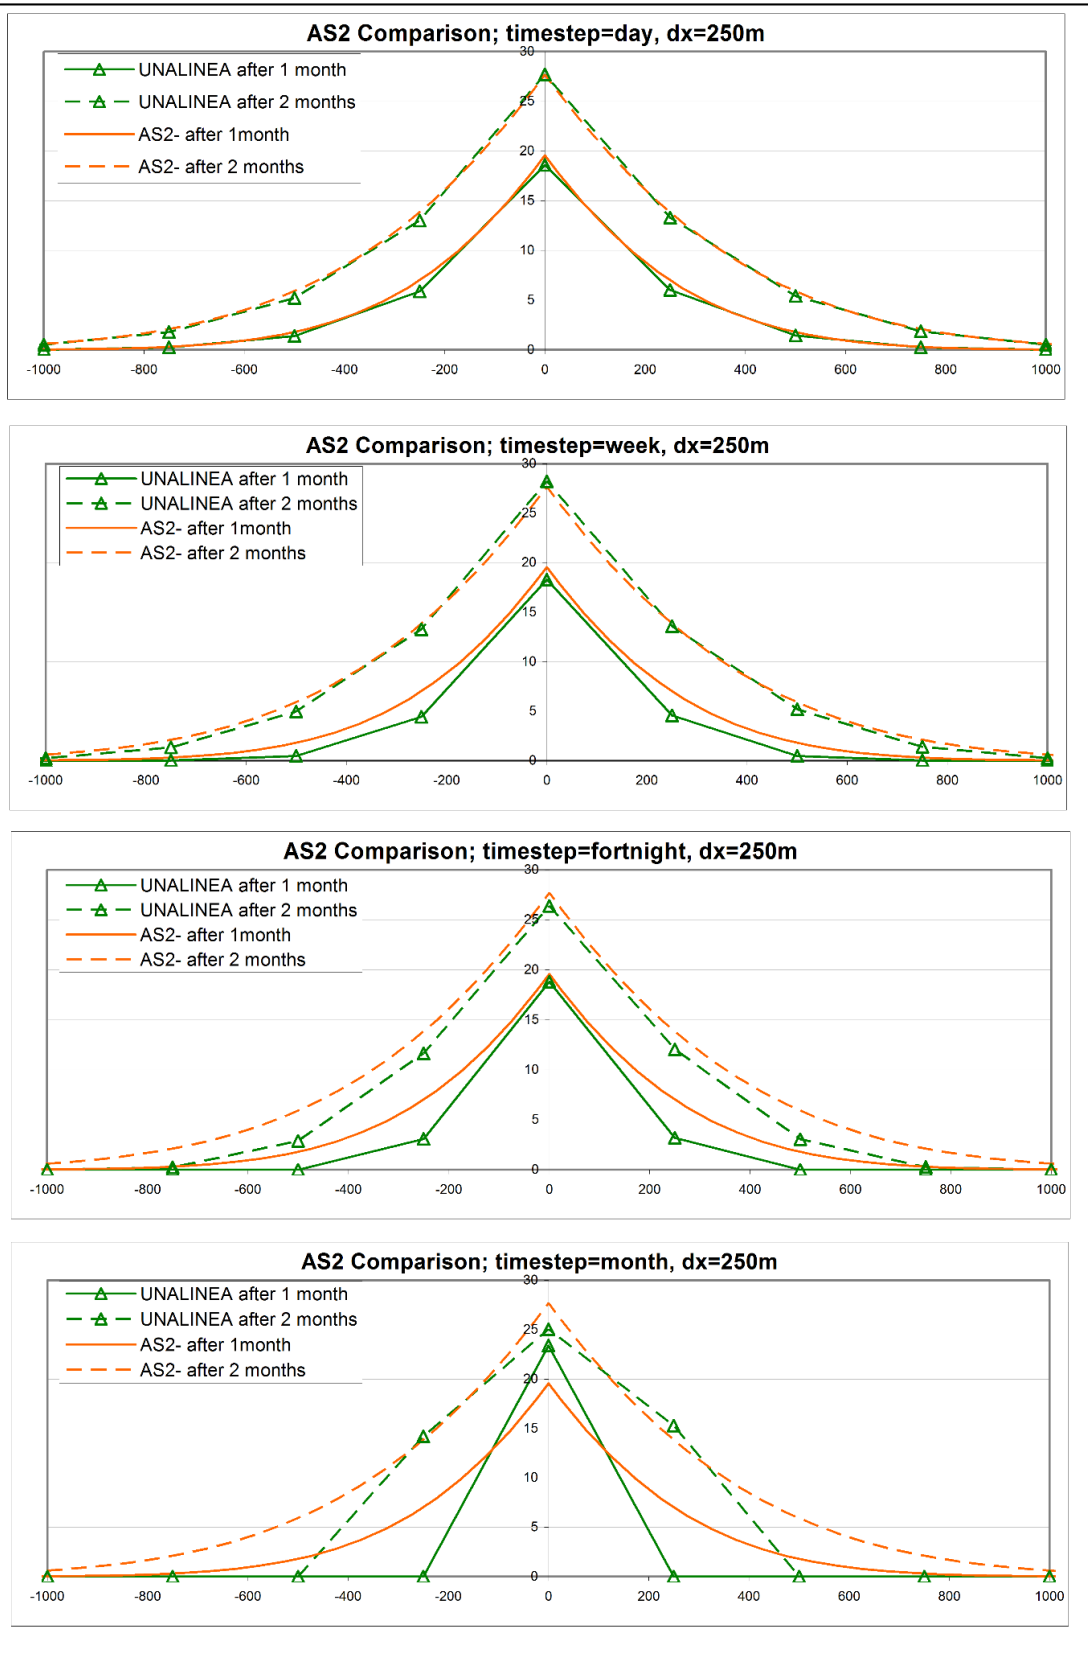 AS2 Comparison; timestep=day, dx=250m
UNALINEA after 1 month
UNALINEA after 2 months
AS2- after 1month
AS2- after 2 months
30
25
20
15
10
5
0
-1000 -800 -600 -400 -200 0 200 400 600 800 1000
AS2 Comparison; timestep=week, dx=250m
UNALINEA after 1 month
UNALINEA after 2 months
AS2- after 1month
AS2- after 2 months
30
25
20
15
10
5
0
-1000 -800 -600 -400 -200 0 200 400 600 800 1000
AS2 Comparison; timestep=fortnight, dx=250m
UNALINEA after 1 month
UNALINEA after 2 months
AS2- after 1month
AS2- after 2 months
30
25
20
15
10
5
0
-1000 -800 -600 -400 -200 0 200 400 600 800 1000
AS2 Comparison; timestep=month, dx=250m
UNALINEA after 1 month
UNALINEA after 2 months
AS2- after 1month
AS2- after 2 months
30
25
20
15
10
5
0
-1000 -800 -600 -400 -200 0 200 400 600 800 1000